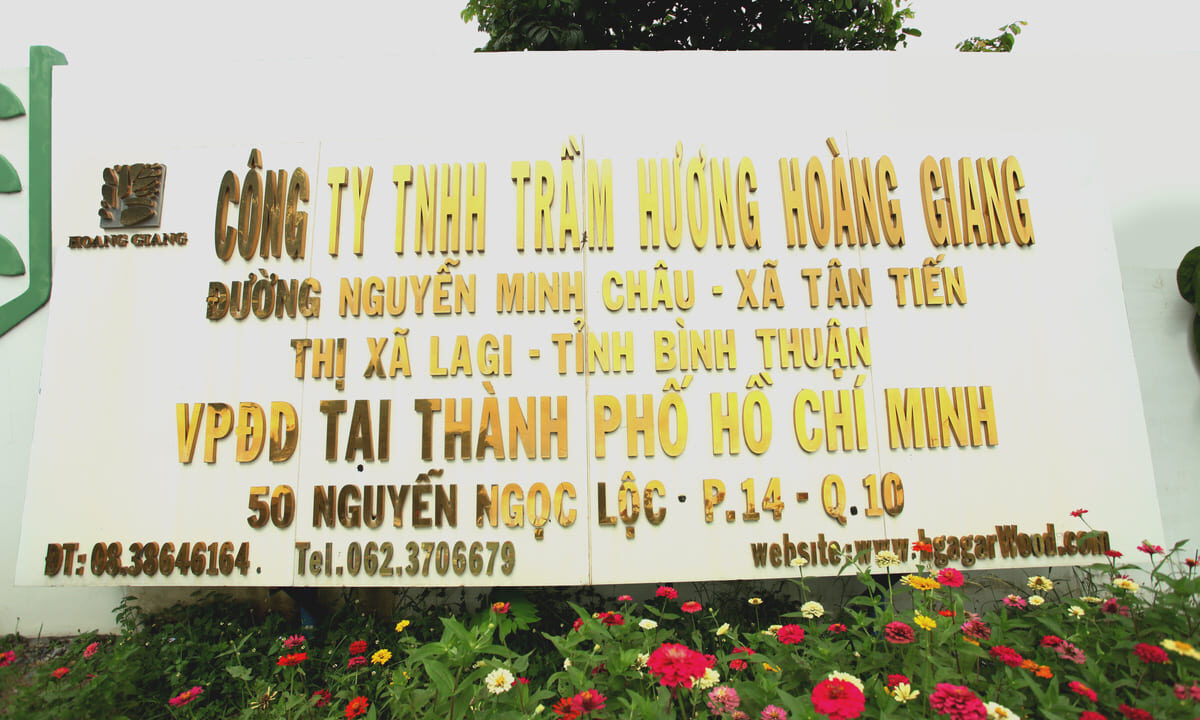 HOANG GIANG
CÔNG TY TNHH TRẦM HƯƠNG HOÀNG GIANG
ĐƯỜNG NGUYỄN MINH CHÂU - XÃ TÂN TIẾN
THỊ XÃ LAGI - TỈNH BÌNH THUẬN
VPĐD TẠI THÀNH PHỐ HỒ CHÍ MINH
50 NGUYỄN NGỌC LỘC · P.14 - Q.10
ĐT: 08.38646164. Tel.062.3706679
website:www.hgagarWood.com